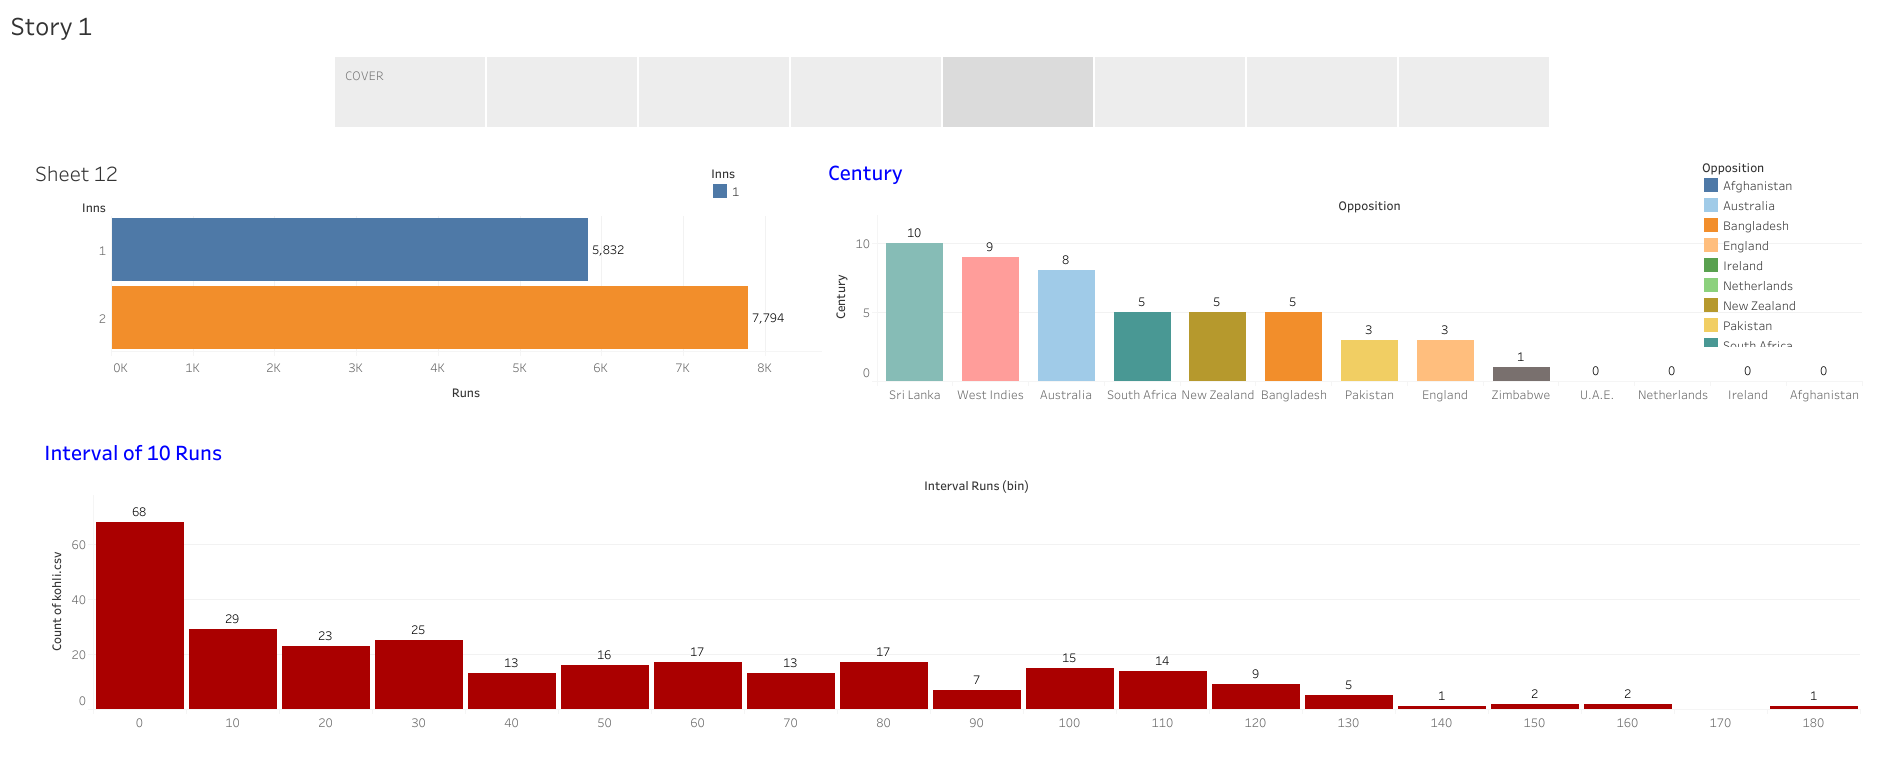 Story 1
COVER
Sheet 12
Inns
1
Inns
1
5,832
2
7,794
0K 1K 2K 3K 4K 5K 6K 7K 8K
Runs
Century
Opposition
Afghanistan
Australia
Bangladesh
England
Ireland
Netherlands
New Zealand
Pakistan
South Africa
Opposition
Century
10
5
0
10 9 8 5 5 5 3 3 1 0 0 0 0
Sri Lanka West Indies Australia South Africa New Zealand Bangladesh Pakistan England Zimbabwe U.A.E. Netherlands Ireland Afghanistan
Interval of 10 Runs
Interval Runs (bin)
Count of kohli.csv
60
40
20
0
68 29 23 25 13 16 17 13 17 7 15 14 9 5 1 2 2 1
0 10 20 30 40 50 60 70 80 90 100 110 120 130 140 150 160 170 180